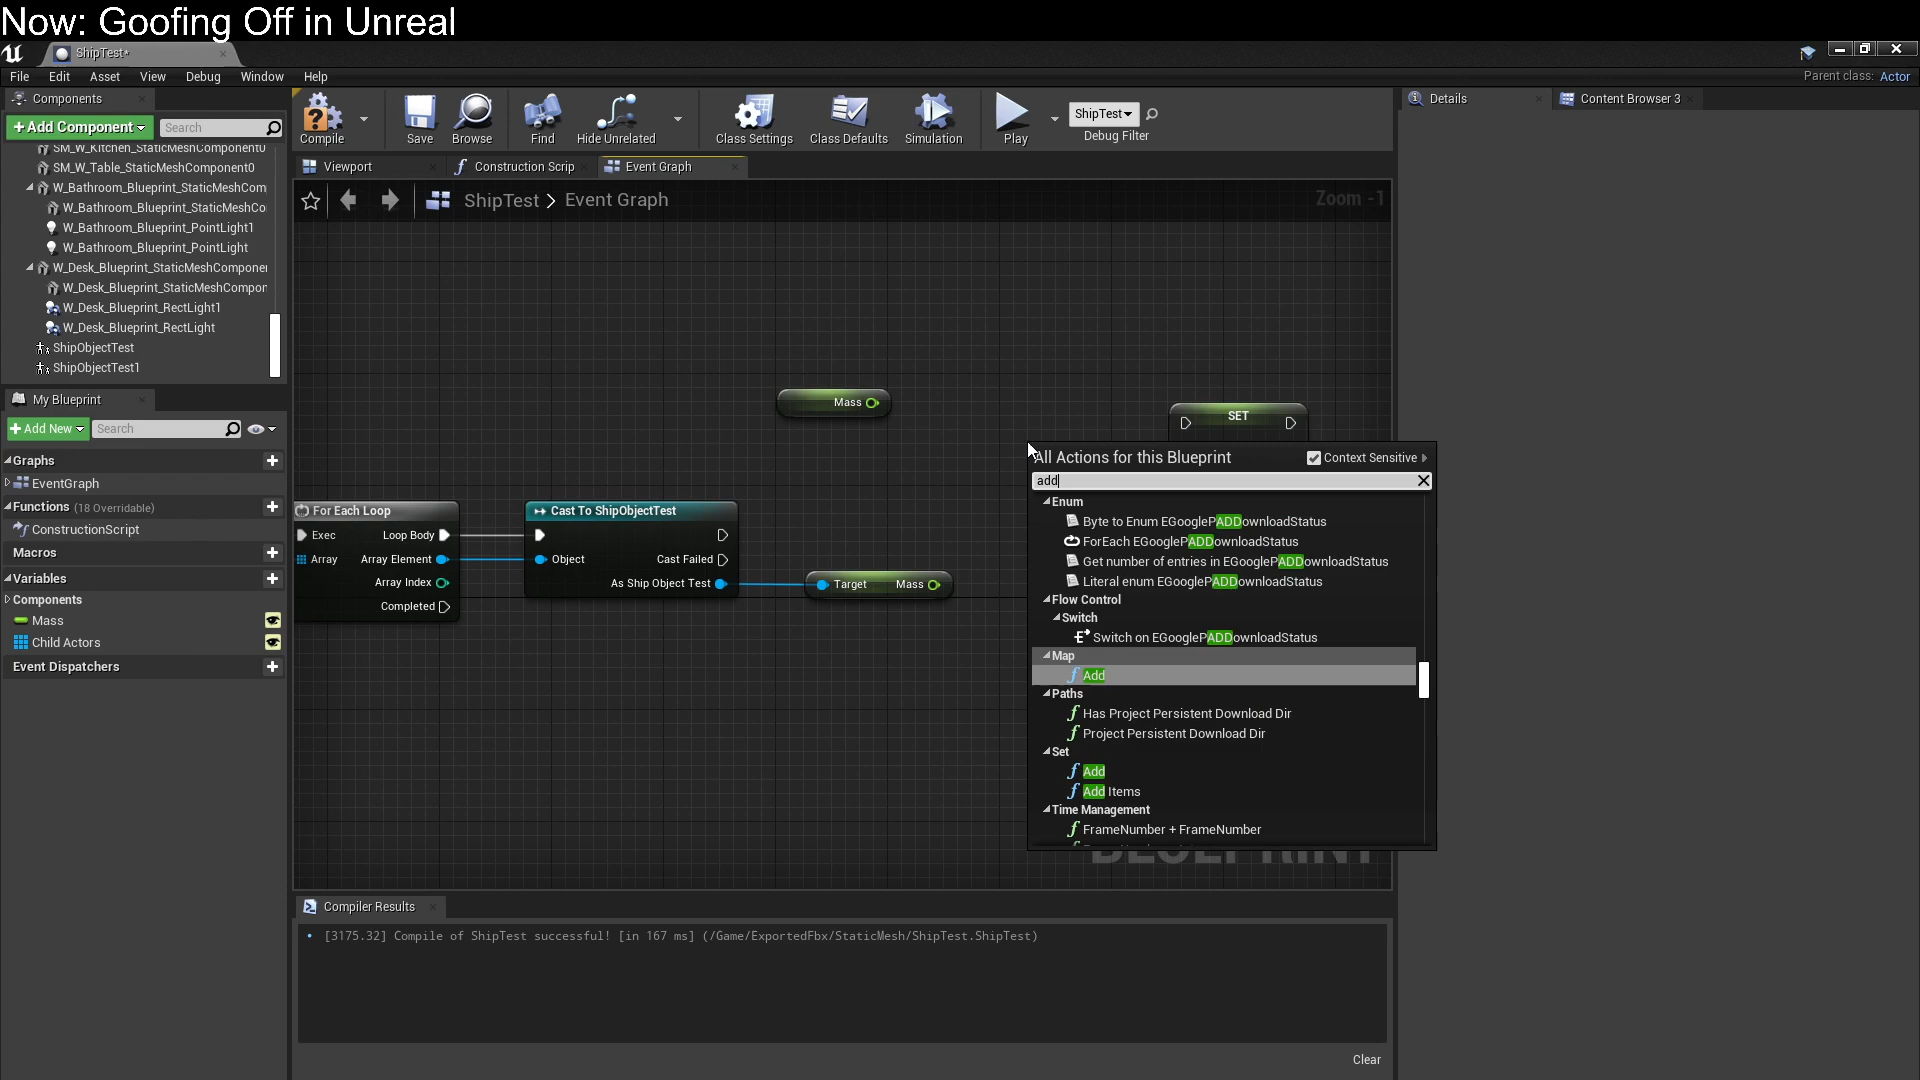 Now: Goofing Off in Unreal
ShipTest*
File Edit Asset View Debug Window Help
Parent class: Actor
Components
+Add Component Search
SM_W_Kitchen_StaticMeshComponent0
SM_W_Table_StaticMeshComponent0
W_Bathroom_Blueprint_StaticMeshCom
W_Bathroom_Blueprint_StaticMeshCo
W_Bathroom_Blueprint_PointLight1
W_Bathroom_Blueprint_PointLight
W_Desk_Blueprint_StaticMeshComponer
W_Desk_Blueprint_StaticMeshCompon
W_Desk_Blueprint_RectLight1
W_Desk_Blueprint_RectLight
ShipObjectTest
ShipObjectTest1
My Blueprint
+Add New Search
Graphs
EventGraph
Functions (18 Overridable)
ConstructionScript
Macros
Variables
Components
Mass
Child Actors
Event Dispatchers
Compile Save Browse Find Hide Unrelated Class Settings Class Defaults Simulation Play
ShipTest
Debug Filter
Viewport Construction Scrip Event Graph
ShipTest > Event Graph
Zoom -1
Mass
SET
For Each Loop
Exec Loop Body
Array Array Element
Array Index
Completed
Cast To ShipObjectTest
Object Cast Failed
As Ship Object Test
Target Mass
All Actions for this Blueprint Context Sensitive
add
Enum
Byte to Enum EGooglePADDownloadStatus
ForEach EGooglePADDownloadStatus
Get number of entries in EGooglePADDownloadStatus
Literal enum EGooglePADDownloadStatus
Flow Control
Switch
Switch on EGooglePADDownloadStatus
Map
Add
Paths
Has Project Persistent Download Dir
Project Persistent Download Dir
Set
Add
Add Items
Time Management
FrameNumber + FrameNumber
BLUEPRINT
Compiler Results
[3175.32] Compile of ShipTest successful! [in 167 ms] (/Game/ExportedFbx/StaticMesh/ShipTest.ShipTest)
Clear
Details
Content Browser 3